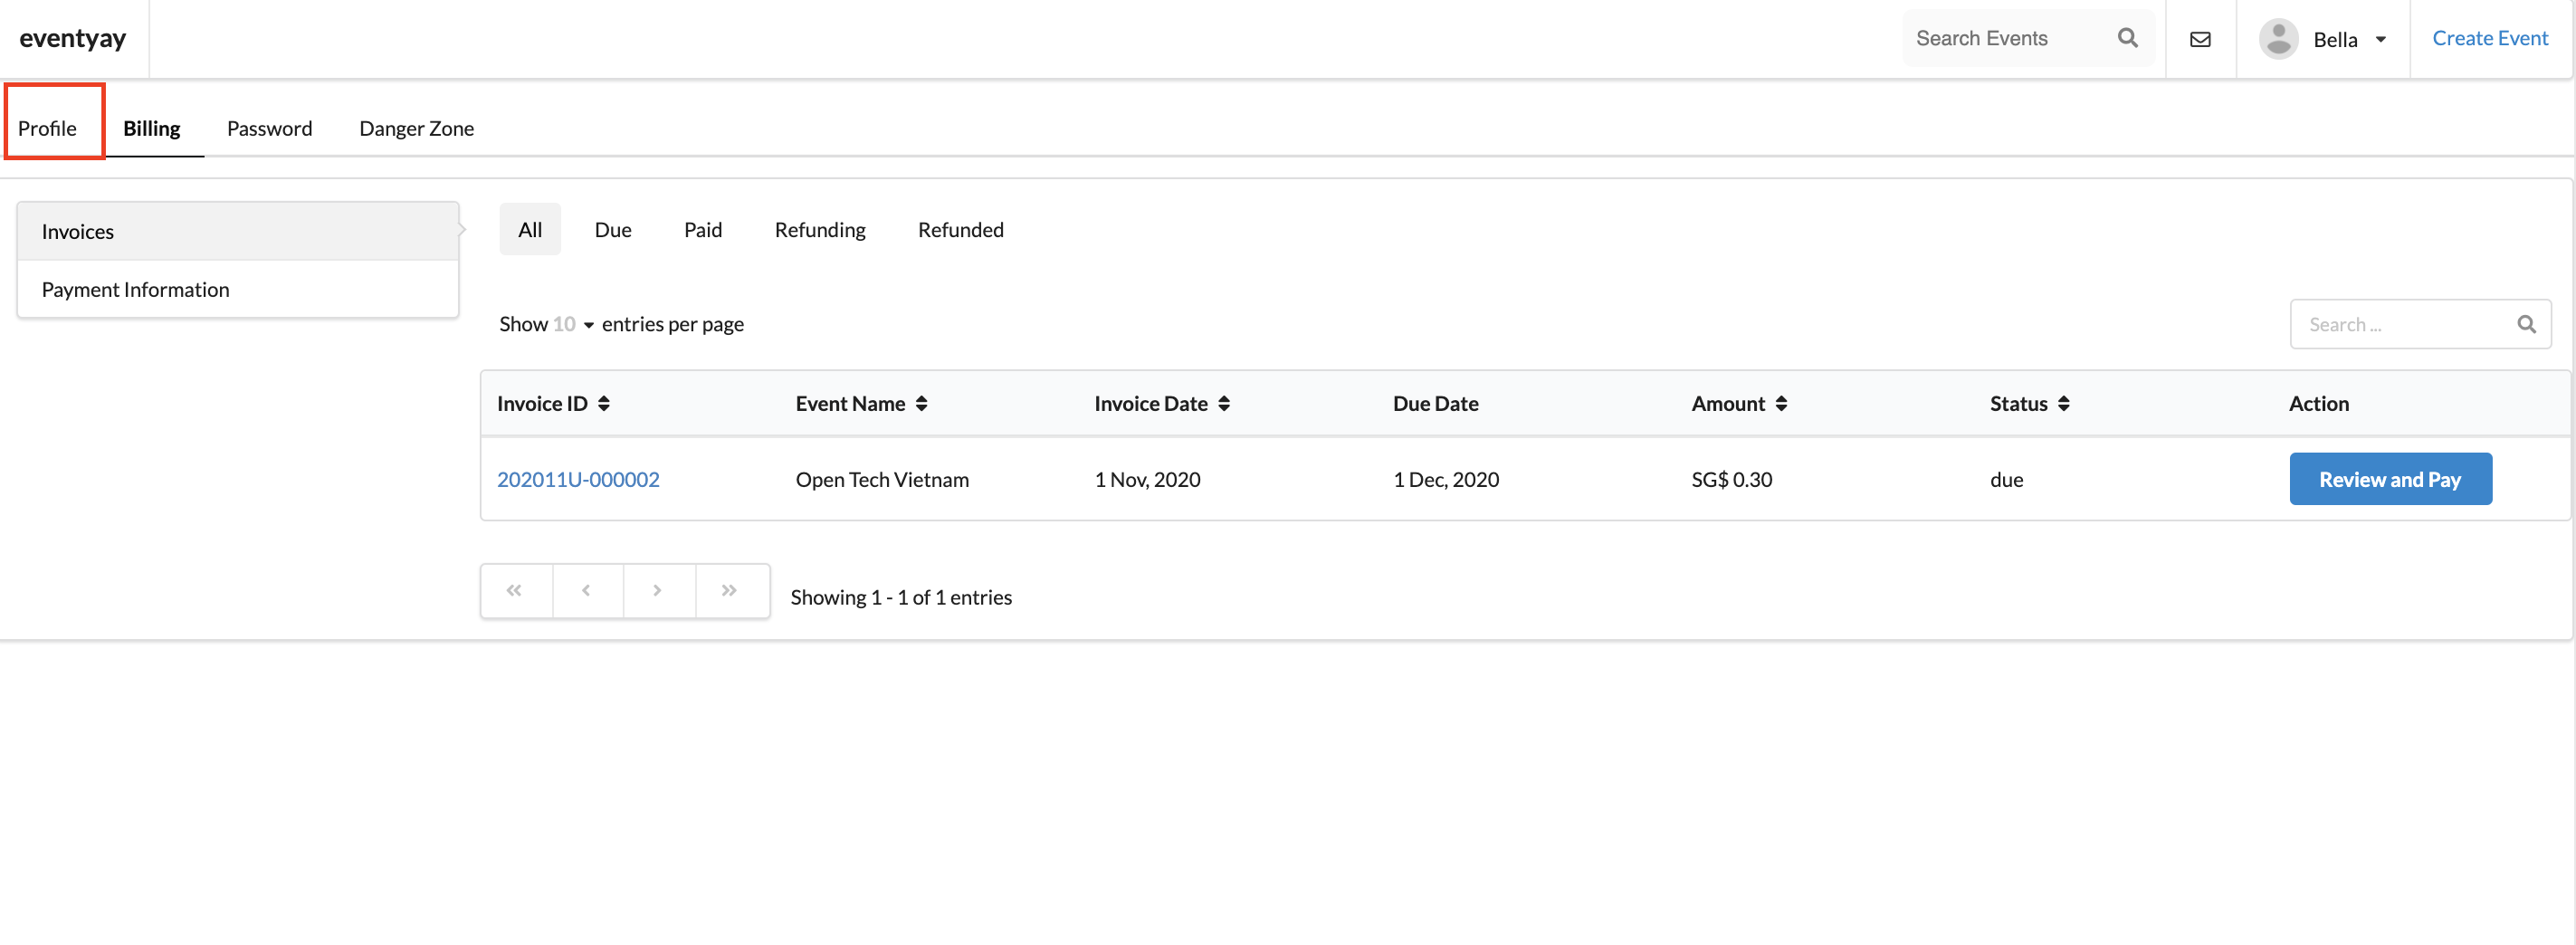 eventyay
Search Events
Bella
Create Event
Profile
Billing
Password
Danger Zone
Invoices
Payment Information
All
Due
Paid
Refunding
Refunded
Show 10 entries per page
Search ...
Invoice ID
Event Name
Invoice Date
Due Date
Amount
Status
Action
202011U-000002
Open Tech Vietnam
1 Nov, 2020
1 Dec, 2020
SG$ 0.30
due
Review and Pay
Showing 1 - 1 of 1 entries